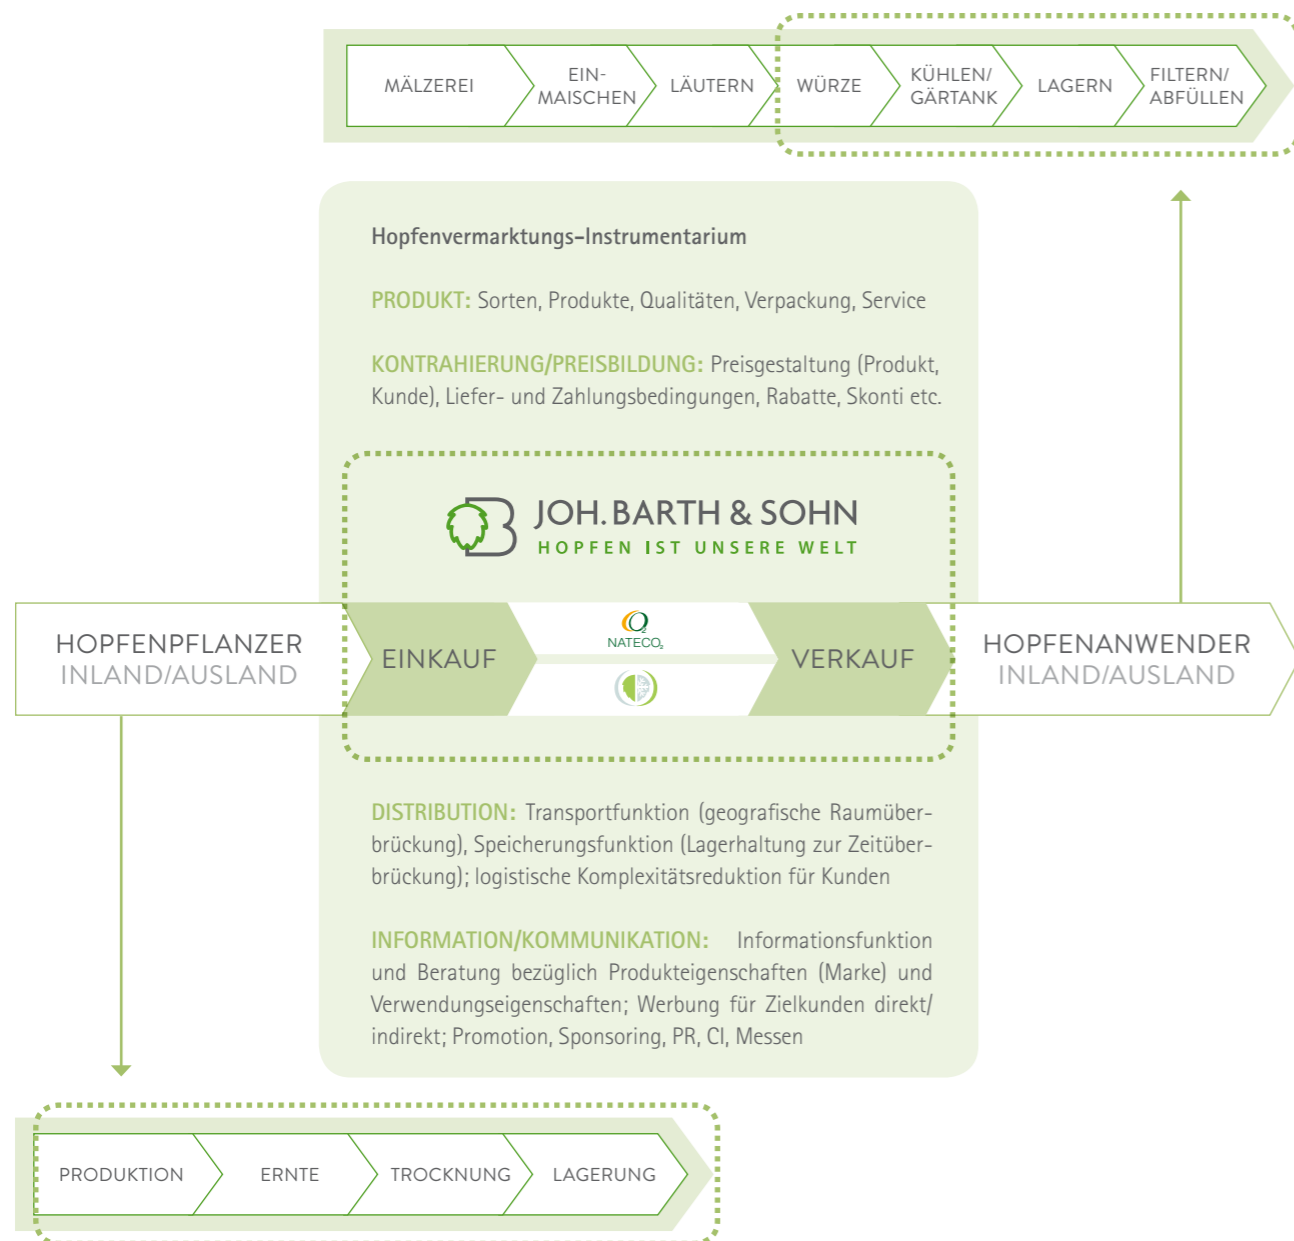 MÄLZEREI
EIN-
MAISCHEN
LÄUTERN
WÜRZE
KÜHLEN/
GÄRTANK
LAGERN
FILTERN/
ABFÜLLEN
Hopfenvermarktungs-Instrumentarium
PRODUKT: Sorten, Produkte, Qualitäten, Verpackung, Service
KONTRAHIERUNG/PREISBILDUNG: Preisgestaltung (Produkt,
Kunde), Liefer- und Zahlungsbedingungen, Rabatte, Skonti etc.
JOH. BARTH & SOHN
HOPFEN IST UNSERE WELT
HOPFENPFLANZER
INLAND/AUSLAND
EINKAUF
NATECO₂
VERKAUF
HOPFENANWENDER
INLAND/AUSLAND
DISTRIBUTION: Transportfunktion (geografische Raumüber-
brückung), Speicherungsfunktion (Lagerhaltung zur Zeitüber-
brückung); logistische Komplexitätsreduktion für Kunden
INFORMATION/KOMMUNIKATION: Informationsfunktion
und Beratung bezüglich Produkteigenschaften (Marke) und
Verwendungseigenschaften; Werbung für Zielkunden direkt/
indirekt; Promotion, Sponsoring, PR, CI, Messen
PRODUKTION
ERNTE
TROCKNUNG
LAGERUNG